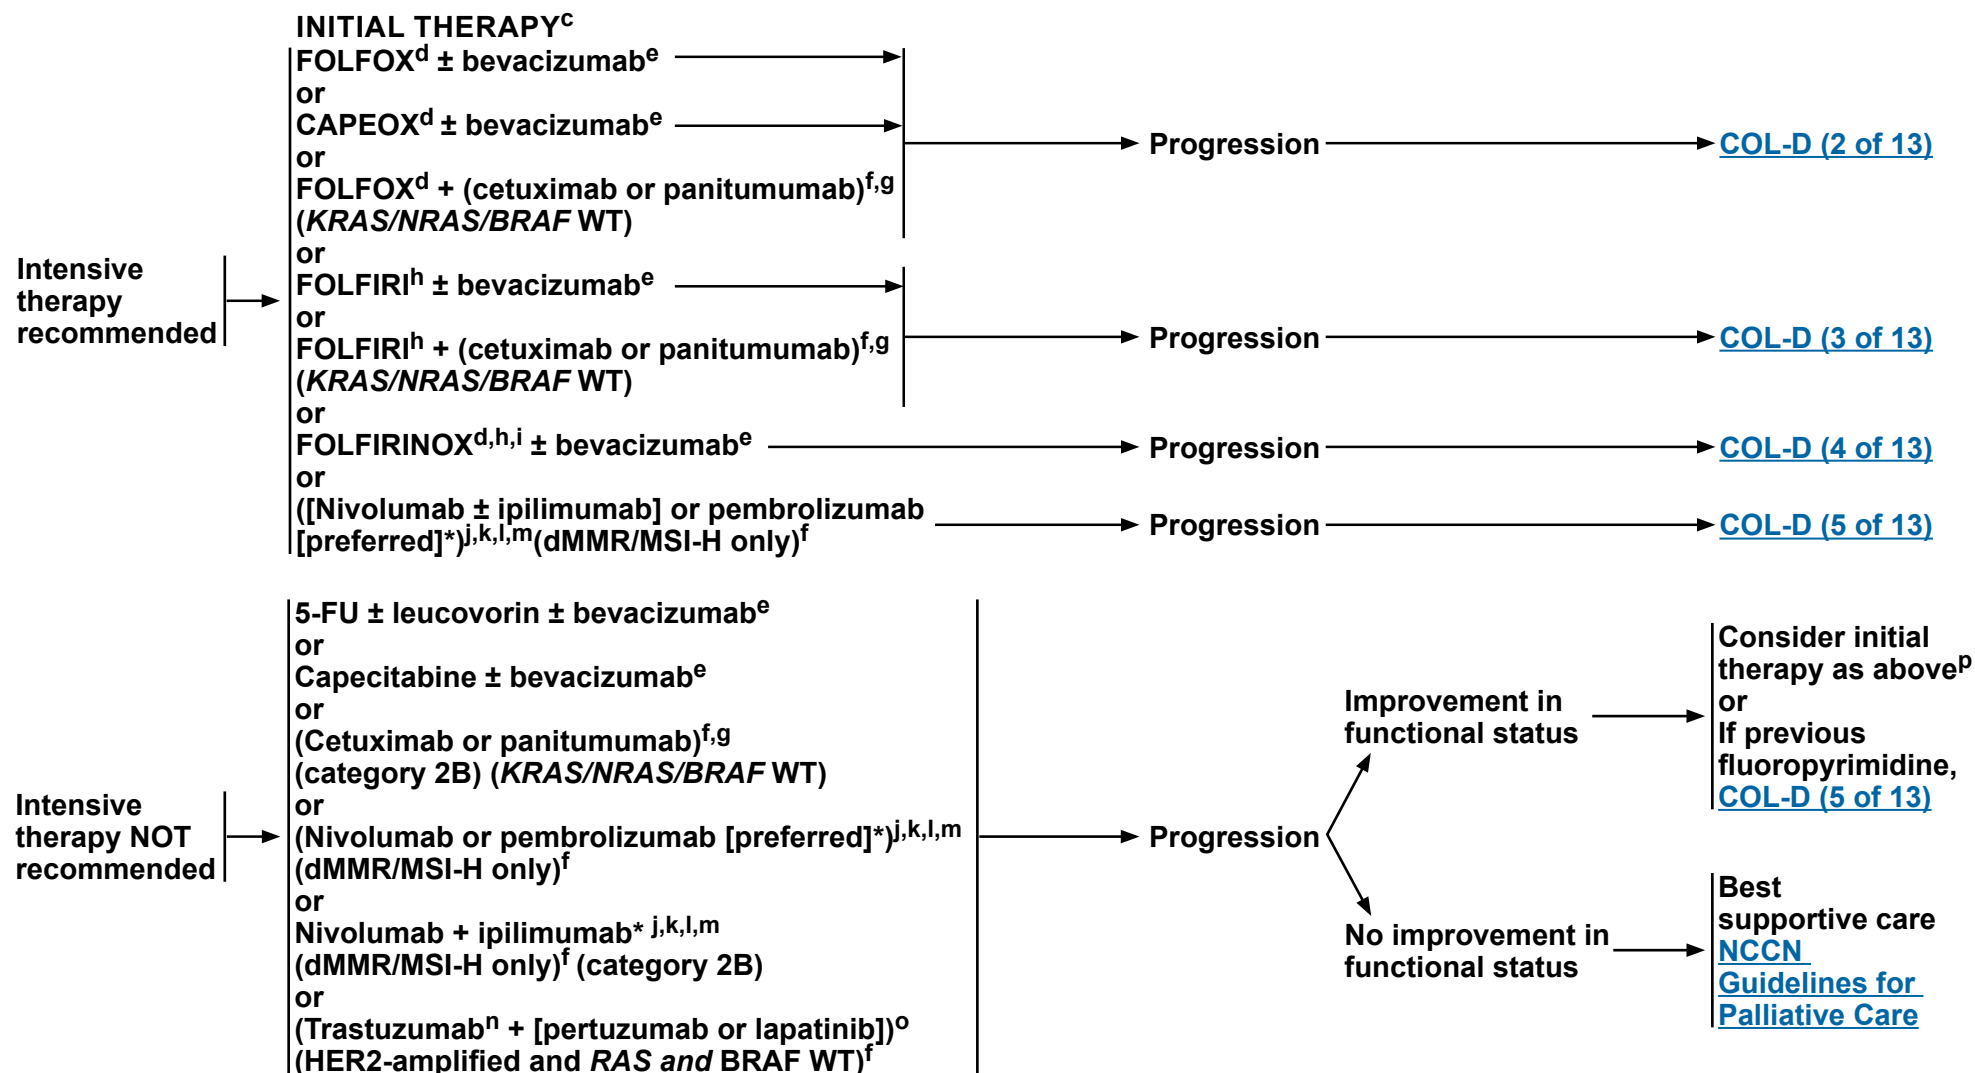 INITIAL THERAPYc
FOLFOXd ± bevacizumabe
or
CAPEOXd ± bevacizumabe
or
FOLFOXd + (cetuximab or panitumumab)f,g
(KRAS/NRAS/BRAF WT)
or
FOLFIRIh ± bevacizumabe
or
FOLFIRIh + (cetuximab or panitumumab)f,g
(KRAS/NRAS/BRAF WT)
or
FOLFIRINOXd,h,i ± bevacizumabe
or
([Nivolumab ± ipilimumab] or pembrolizumab
[preferred]*)j,k,l,m(dMMR/MSI-H only)f
Intensive
therapy
recommended
Progression
COL-D (2 of 13)
Progression
COL-D (3 of 13)
Progression
COL-D (4 of 13)
Progression
COL-D (5 of 13)
Intensive
therapy NOT
recommended
5-FU ± leucovorin ± bevacizumabe
or
Capecitabine ± bevacizumabe
or
(Cetuximab or panitumumab)f,g
(category 2B) (KRAS/NRAS/BRAF WT)
or
(Nivolumab or pembrolizumab [preferred]*)j,k,l,m
(dMMR/MSI-H only)f
or
Nivolumab + ipilimumab* j,k,l,m
(dMMR/MSI-H only)f (category 2B)
or
(Trastuzumabn + [pertuzumab or lapatinib])o
(HER2-amplified and RAS and BRAF WT)f
Progression
Improvement in
functional status
Consider initial
therapy as abovep
or
If previous
fluoropyrimidine,
COL-D (5 of 13)
No improvement in
functional status
Best
supportive care
NCCN
Guidelines for
Palliative Care